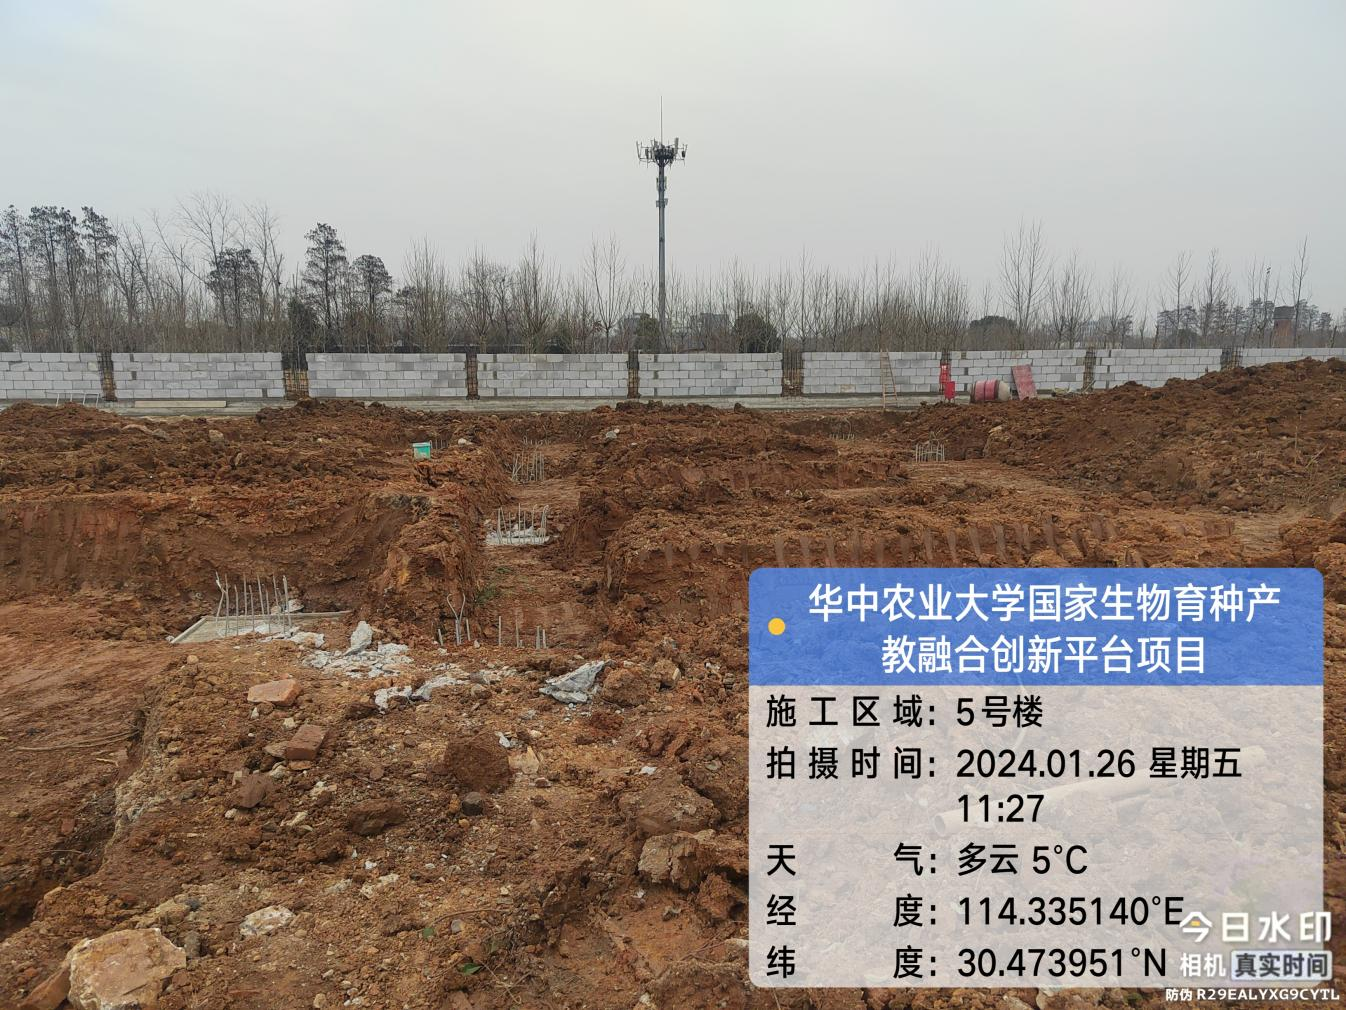 华中农业大学国家生物育种产
教融合创新平台项目
施工区域：5号楼
拍摄时间：2024.01.26 星期五
11:27
天气：多云 5°C
经度：114.335140°E
纬度：30.473951°N
今日水印
相机 真实时间
防伪 R29EALYXG9CYTL